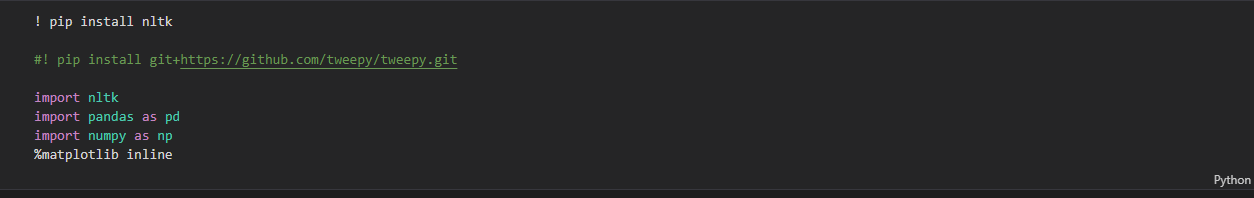 ! pip install nltk
#! pip install git+https://github.com/tweepy/tweepy.git
import nltk
import pandas as pd
import numpy as np
%matplotlib inline
Python